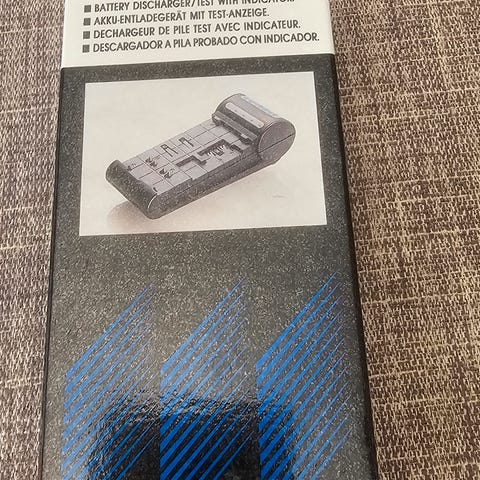 ■ BATTERY DISCHARGER/TEST WITH INDICATOR.
■ AKKU-ENTLADEGERÄT MIT TEST-ANZEIGE.
■ DECHARGEUR DE PILE TEST AVEC INDICATEUR.
■ DESCARGADOR A PILA PROBADO CON INDICADOR.